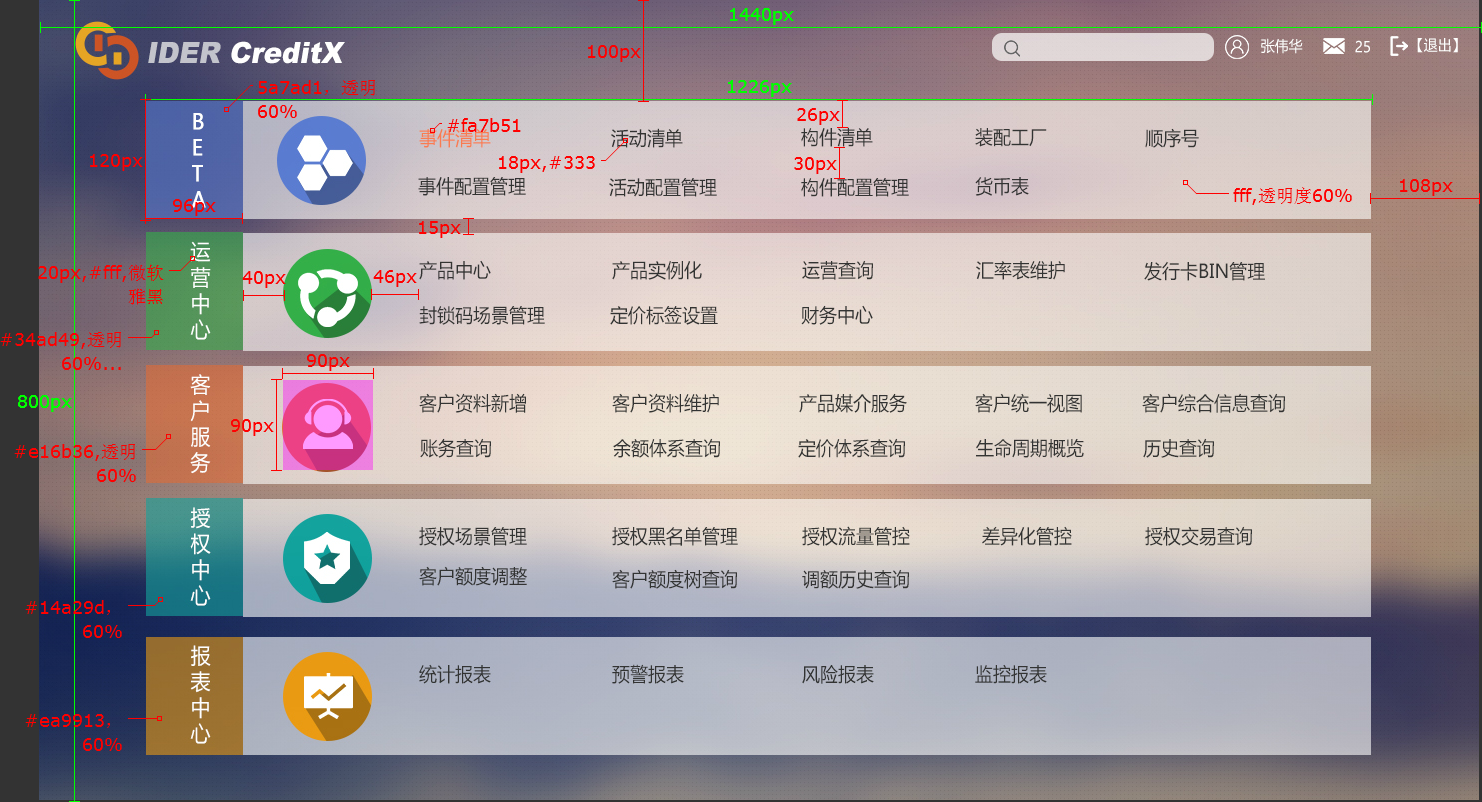 1440px
IDER CreditX
100px
张伟华
25
【退出】
5a7ad1，透明
60%
1226px
BETA
120px
96px
事件清单
#fa7b51
活动清单
18px,#333
26px
构件清单
30px
装配工厂
顺序号
事件配置管理
活动配置管理
构件配置管理
货币表
fff,透明度60%
108px
15px
运营中心
20px,#fff,微软
雅黑
40px
46px
产品中心
产品实例化
运营查询
汇率表维护
发行卡BIN管理
封锁码场景管理
定价标签设置
财务中心
#34ad49,透明
60%...
800px
客户服务
90px
90px
客户资料新增
客户资料维护
产品媒介服务
客户统一视图
客户综合信息查询
账务查询
余额体系查询
定价体系查询
生命周期概览
历史查询
#e16b36,透明
60%
授权中心
授权场景管理
授权黑名单管理
授权流量管控
差异化管控
授权交易查询
客户额度调整
客户额度树查询
调额历史查询
#14a29d，
60%
报表中心
统计报表
预警报表
风险报表
监控报表
#ea9913，
60%